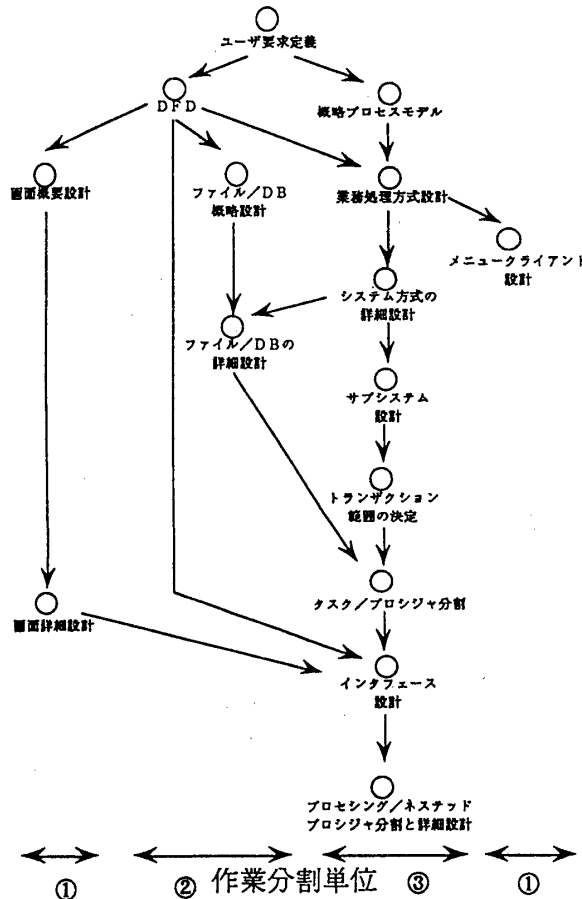 ユーザ要求定義
DFD
概略プロセスモデル
画面概要設計
ファイル/DB
概略設計
業務処理方式設計
メニュークライアント
設計
システム方式の
詳細設計
ファイル/DBの
詳細設計
サブシステム
設計
トランザクション
範囲の決定
タスク/プロシジャ分割
画面詳細設計
インタフェース
設計
プロセシング/ネステッド
プロシジャ分割と詳細設計
① ② 作業分割単位 ③ ①